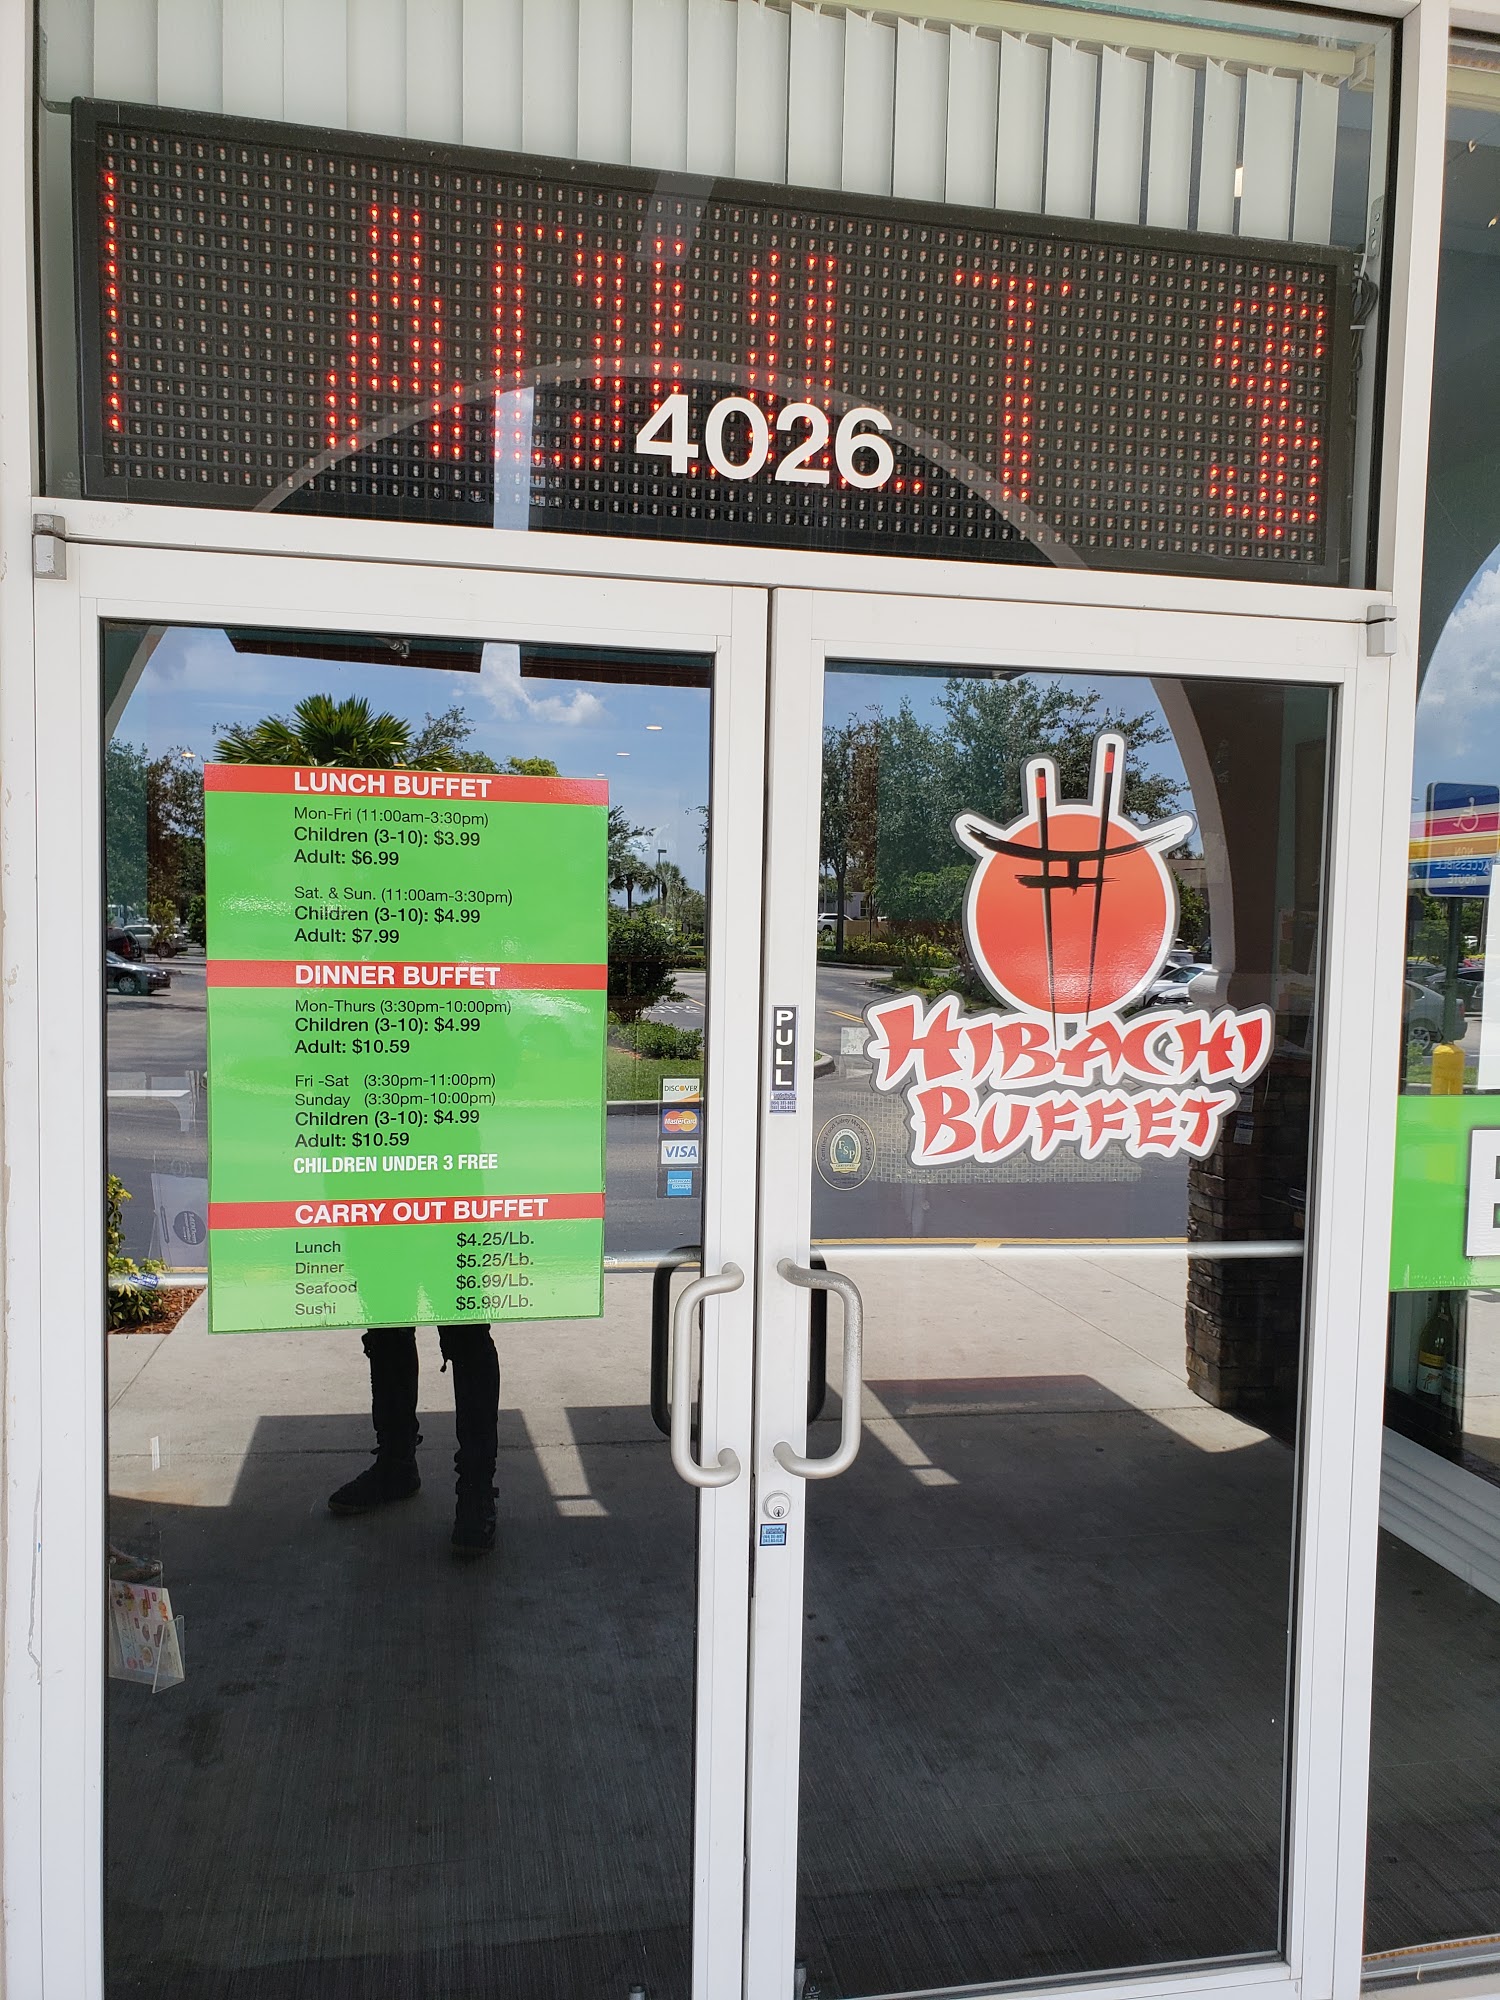 4026
LUNCH BUFFET
Mon-Fri (11:00am-3:30pm)
Children (3-10): $3.99
Adult: $6.99
Sat. & Sun. (11:00am-3:30pm)
Children (3-10): $4.99
Adult: $7.99
DINNER BUFFET
Mon-Thurs (3:30pm-10:00pm)
Children (3-10): $4.99
Adult: $10.59
Fri -Sat (3:30pm-11:00pm)
Sunday (3:30pm-10:00pm)
Children (3-10): $4.99
Adult: $10.59
CHILDREN UNDER 3 FREE
CARRY OUT BUFFET
Lunch $4.25/Lb.
Dinner $5.25/Lb.
Seafood $6.99/Lb.
Sushi $5.99/Lb.
DISCOVER
MasterCard
VISA
PULL
HIBACHI
BUFFET
FSP
NON
ACCESSIBLE
ROUTE